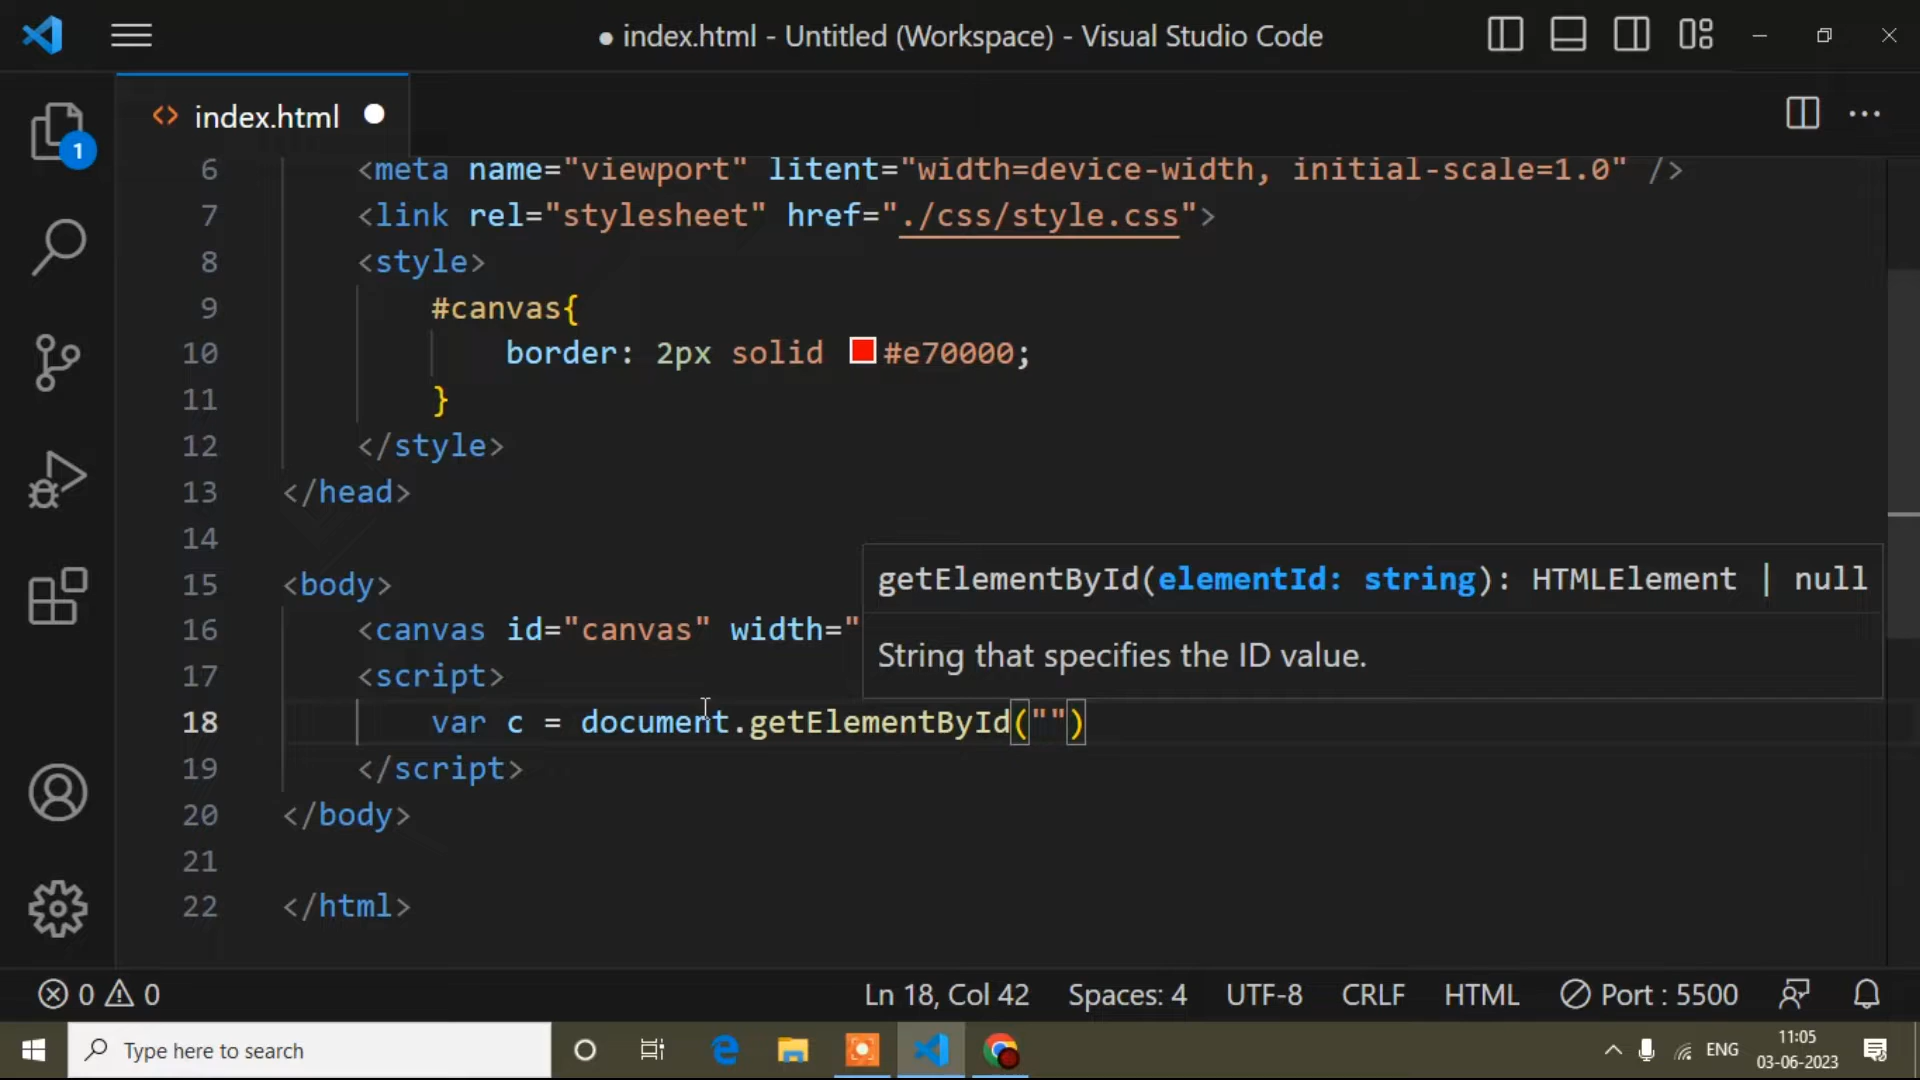 ● index.html - Untitled (Workspace) - Visual Studio Code
<> index.html ●
1
6 <meta name="viewport" litent="width=device-width, initial-scale=1.0" />
7 <link rel="stylesheet" href="./css/style.css">
8 <style>
9 #canvas{
10 border: 2px solid #e70000;
11 }
12 </style>
13 </head>
14
15 <body>
getElementById(elementId: string): HTMLElement | null
16 <canvas id="canvas" width="
String that specifies the ID value.
17 <script>
18 var c = document.getElementById("")
19 </script>
20 </body>
21
22 </html>
0 0 Ln 18, Col 42 Spaces: 4 UTF-8 CRLF HTML Port : 5500
Type here to search ENG 11:05
03-06-2023